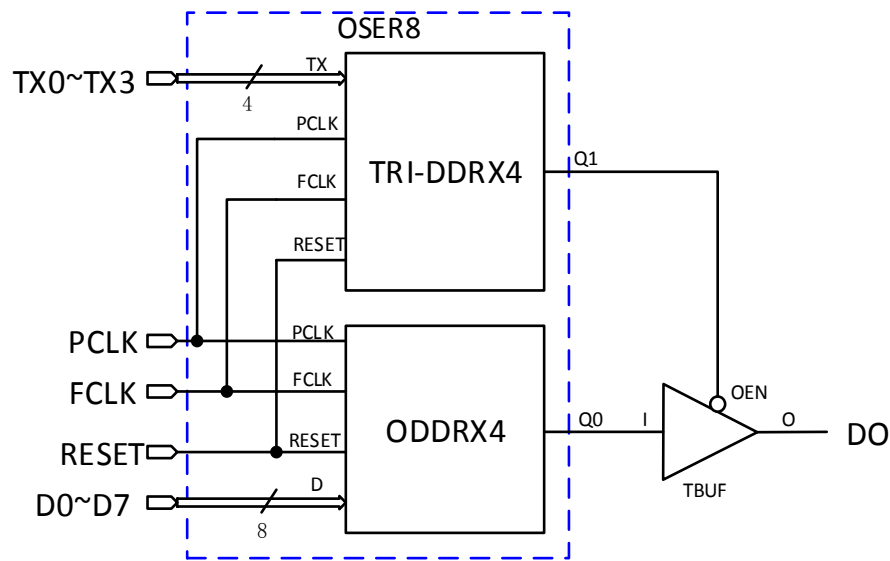 OSER8
TX0~TX3
TX
4
PCLK
FCLK
RESET
TRI-DDRX4
Q1
PCLK
PCLK
FCLK
FCLK
RESET
RESET
D0~D7
D
8
ODDRX4
Q0
I
OEN
TBUF
O
DO